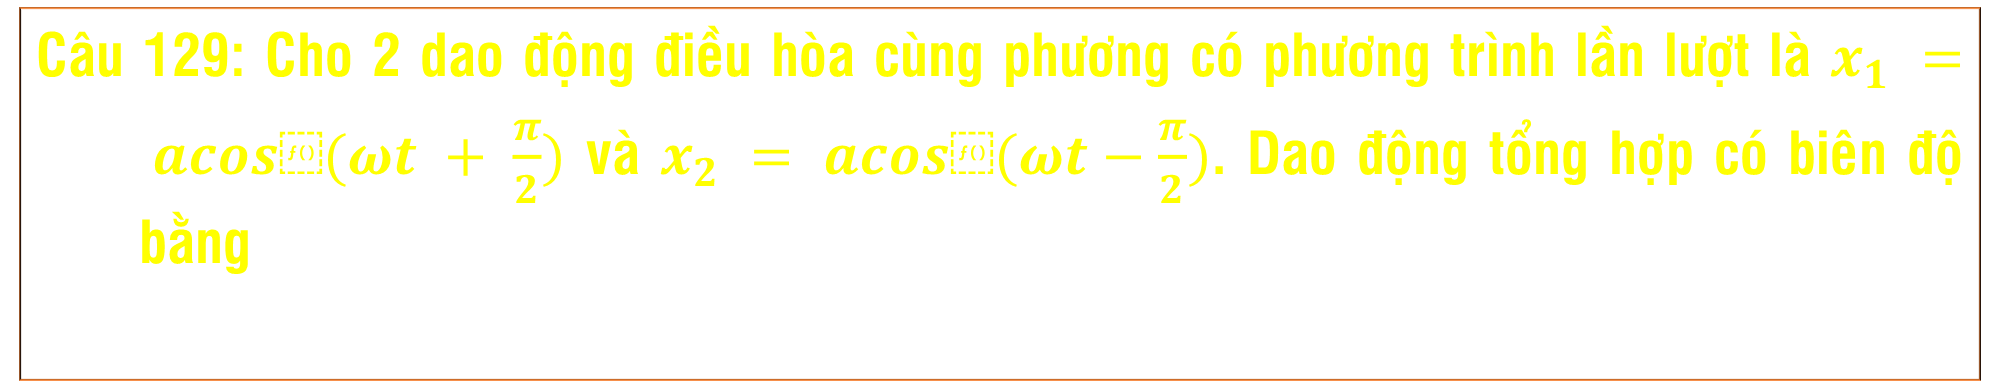 Câu 129: Cho 2 dao động điều hòa cùng phương có phương trình lần lượt là x₁ =
acos(ωt + π/2) và x₂ = acos(ωt − π/2). Dao động tổng hợp có biên độ
bằng